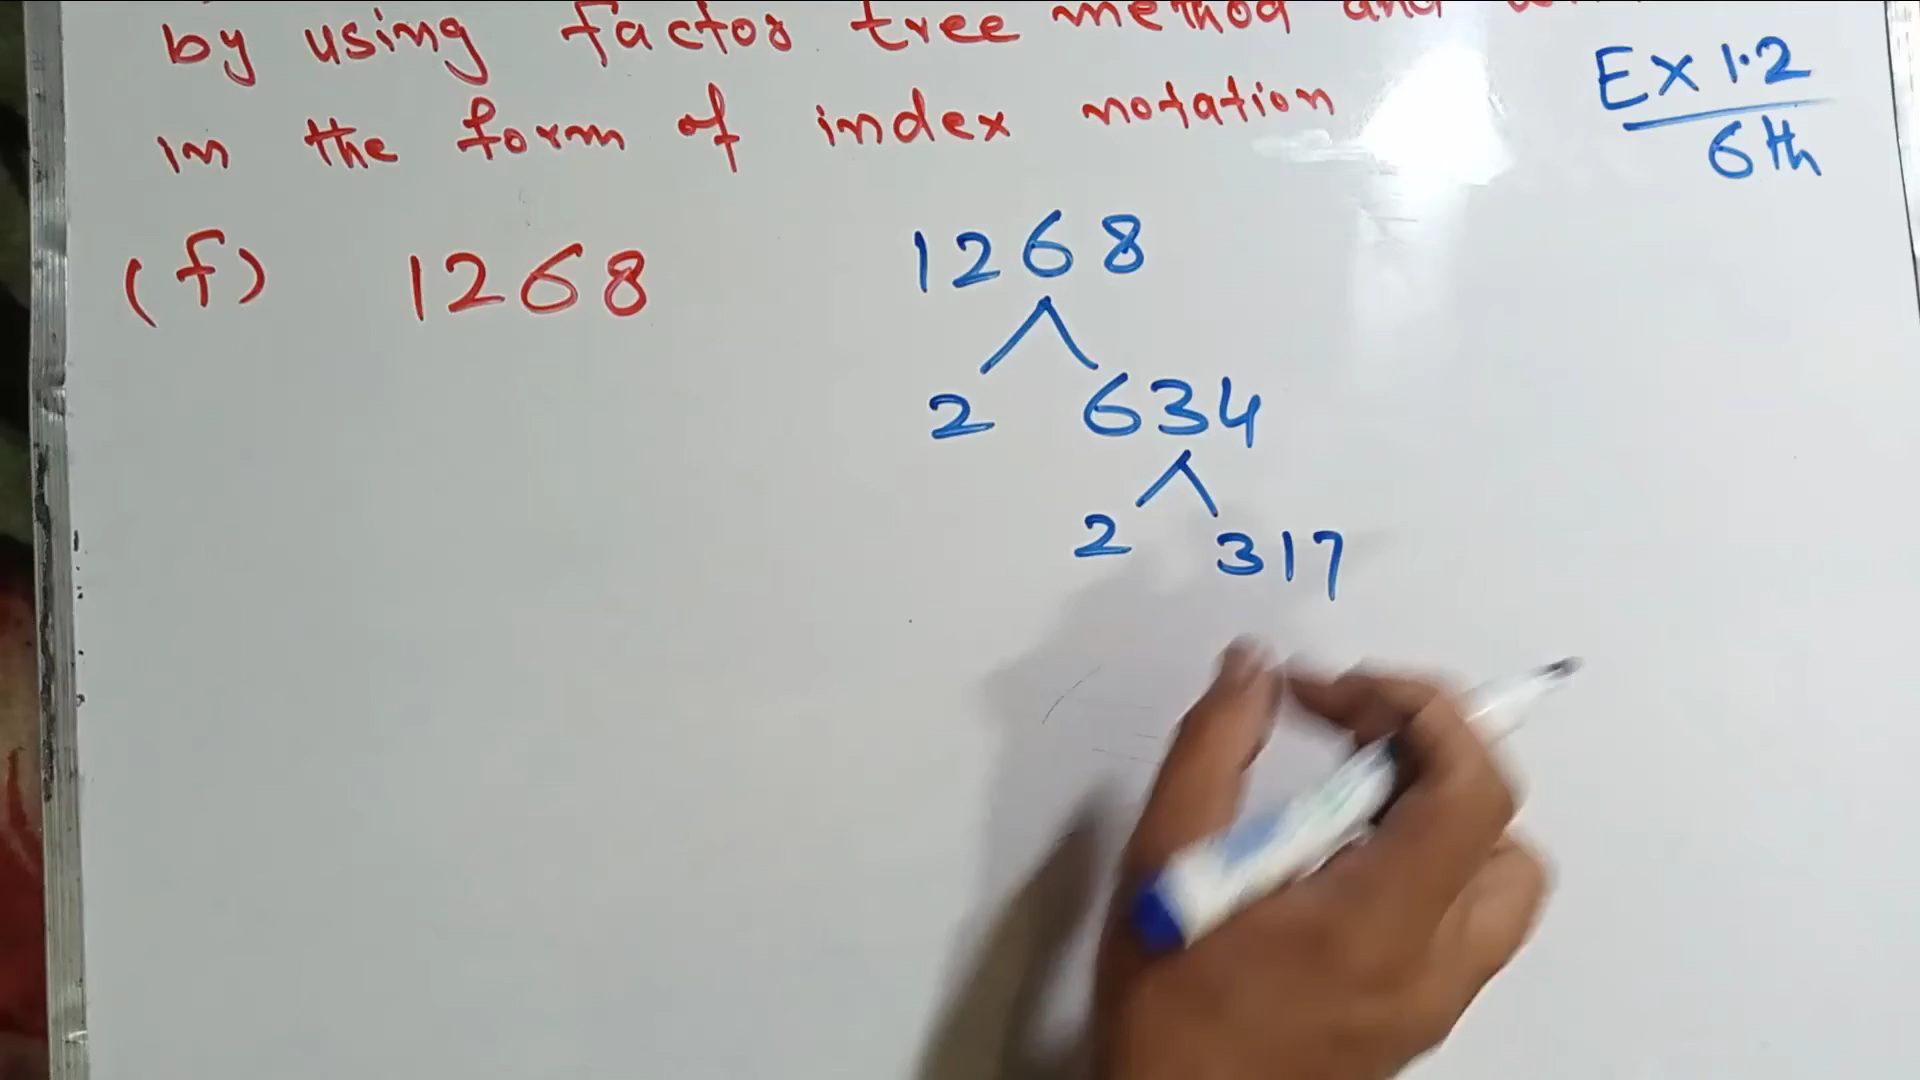 by using factor tree method and
in the form of index notation
Ex 1.2
6th
(f) 1268
1268
2 634
2 317